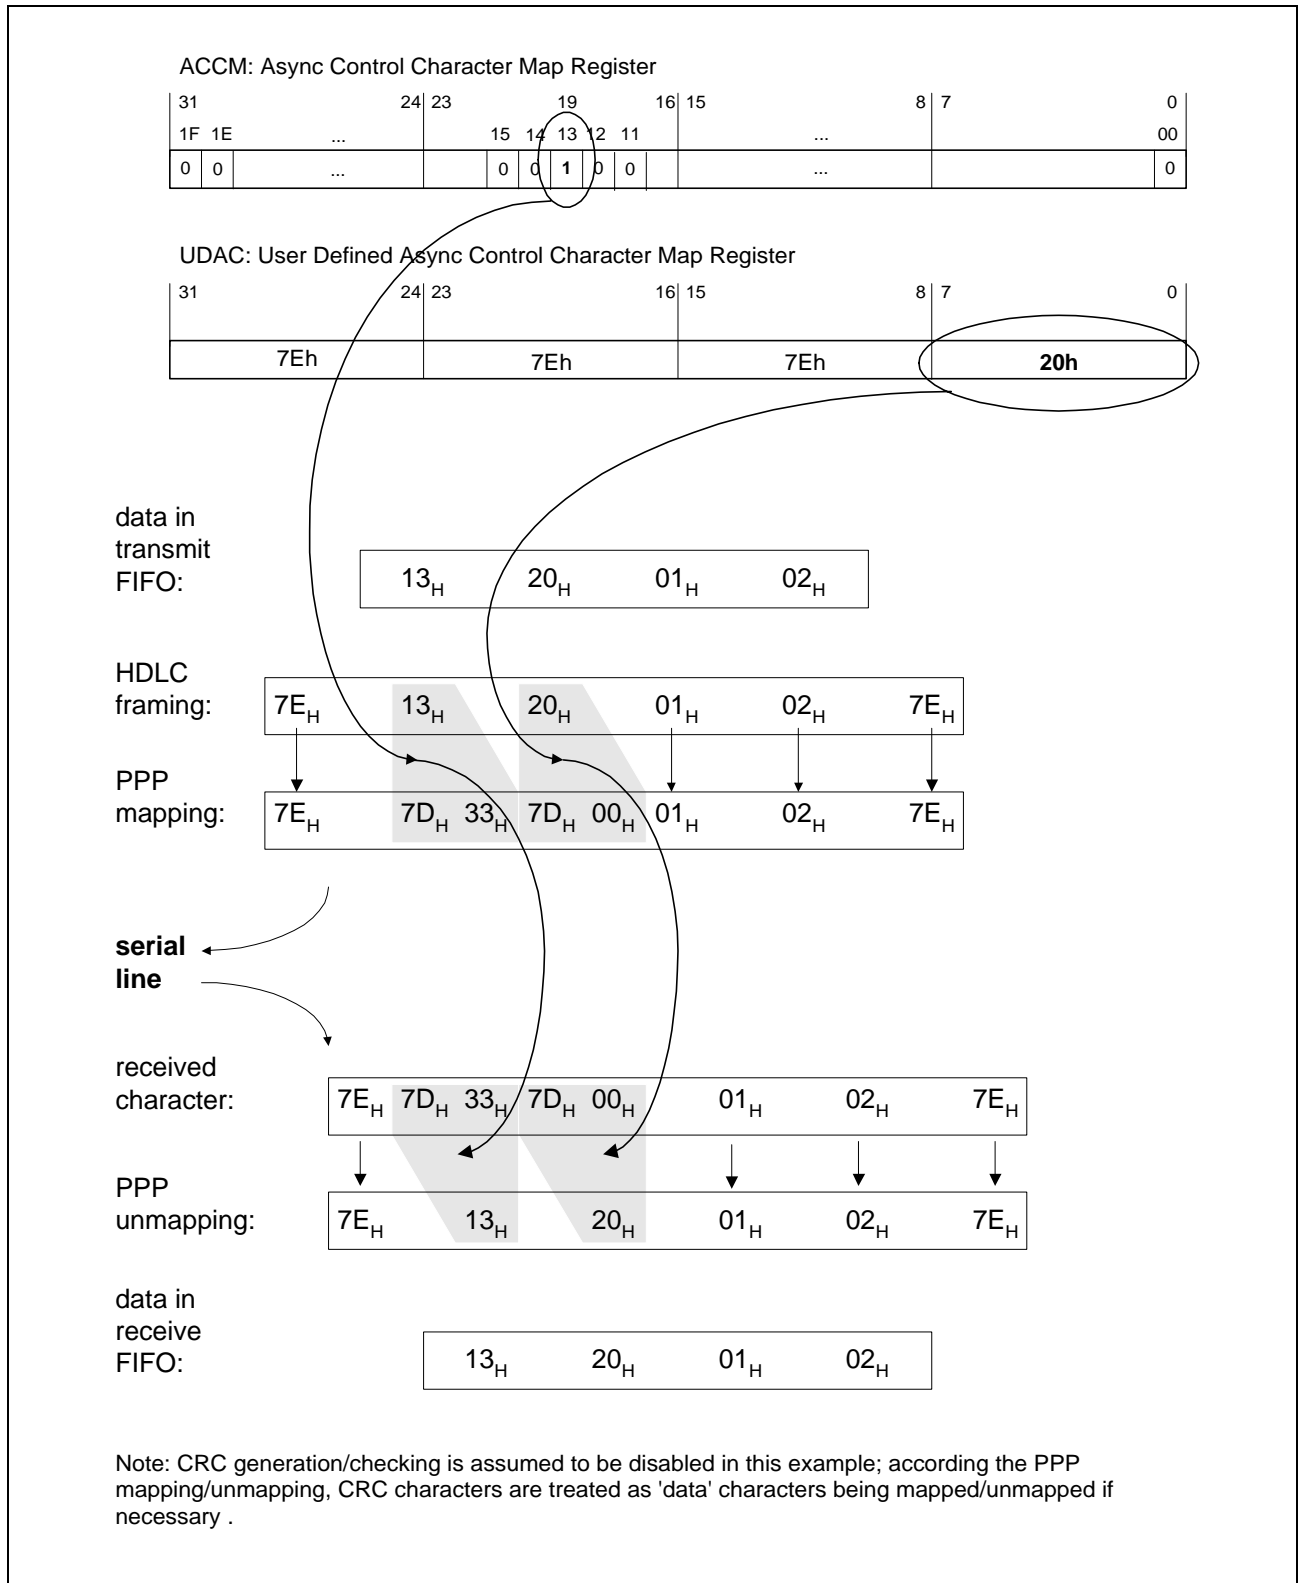 ACCM: Async Control Character Map Register
31 24 23 19 16 15 8 7 0
1F 1E ... 15 14 13 12 11 ... 00
0 0 ... 0 0 1 0 0 ... 0
UDAC: User Defined Async Control Character Map Register
31 24 23 16 15 8 7 0
7Eh 7Eh 7Eh 20h
data in
transmit
FIFO:
13H 20H 01H 02H
HDLC
framing:
7EH 13H 20H 01H 02H 7EH
PPP
mapping:
7EH 7DH 33H 7DH 00H 01H 02H 7EH
serial
line
received
character:
7EH 7DH 33H 7DH 00H 01H 02H 7EH
PPP
unmapping:
7EH 13H 20H 01H 02H 7EH
data in
receive
FIFO:
13H 20H 01H 02H
Note: CRC generation/checking is assumed to be disabled in this example; according the PPP
mapping/unmapping, CRC characters are treated as 'data' characters being mapped/unmapped if
necessary .